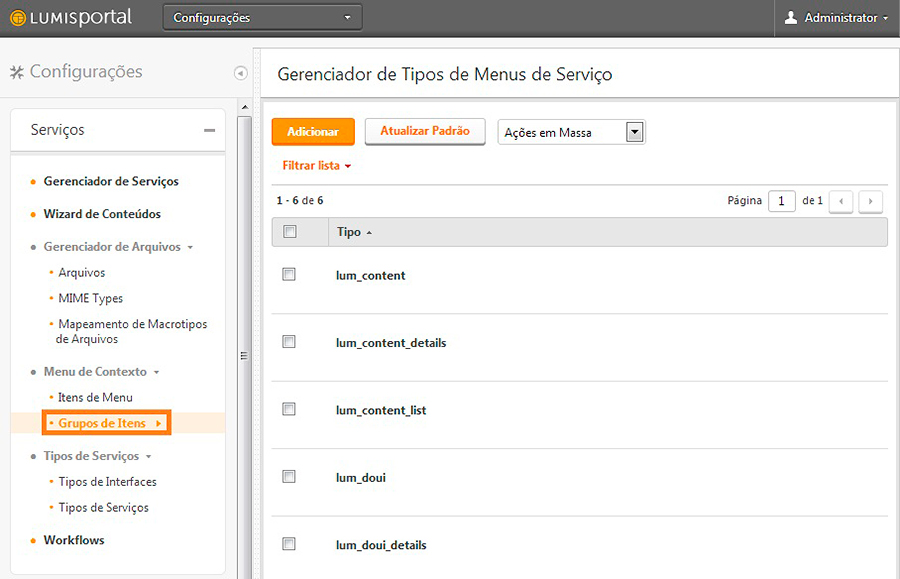 LUMISPORTAL
Configurações
Administrator
Configurações
Serviços
Gerenciador de Serviços
Wizard de Conteúdos
Gerenciador de Arquivos
Arquivos
MIME Types
Mapeamento de Macrotipos
de Arquivos
Menu de Contexto
Itens de Menu
Grupos de Itens
Tipos de Serviços
Tipos de Interfaces
Tipos de Serviços
Workflows
Gerenciador de Tipos de Menus de Serviço
Adicionar
Atualizar Padrão
Ações em Massa
Filtrar lista
1 - 6 de 6
Página 1 de 1
Tipo
lum_content
lum_content_details
lum_content_list
lum_doui
lum_doui_details